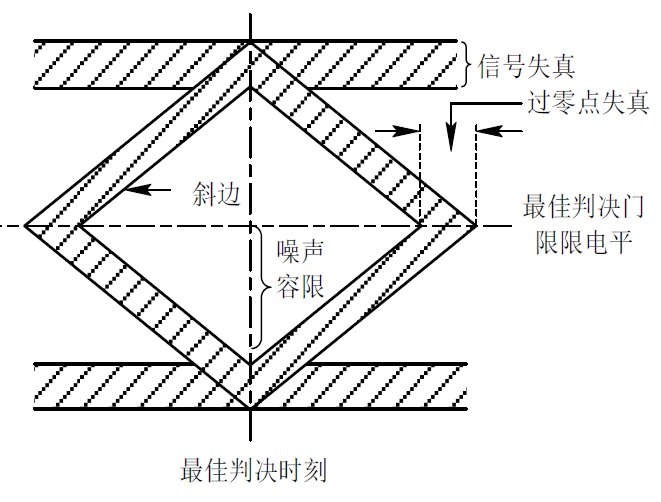 信号失真
过零点失真
斜边
最佳判决门
限限电平
噪声
容限
最佳判决时刻